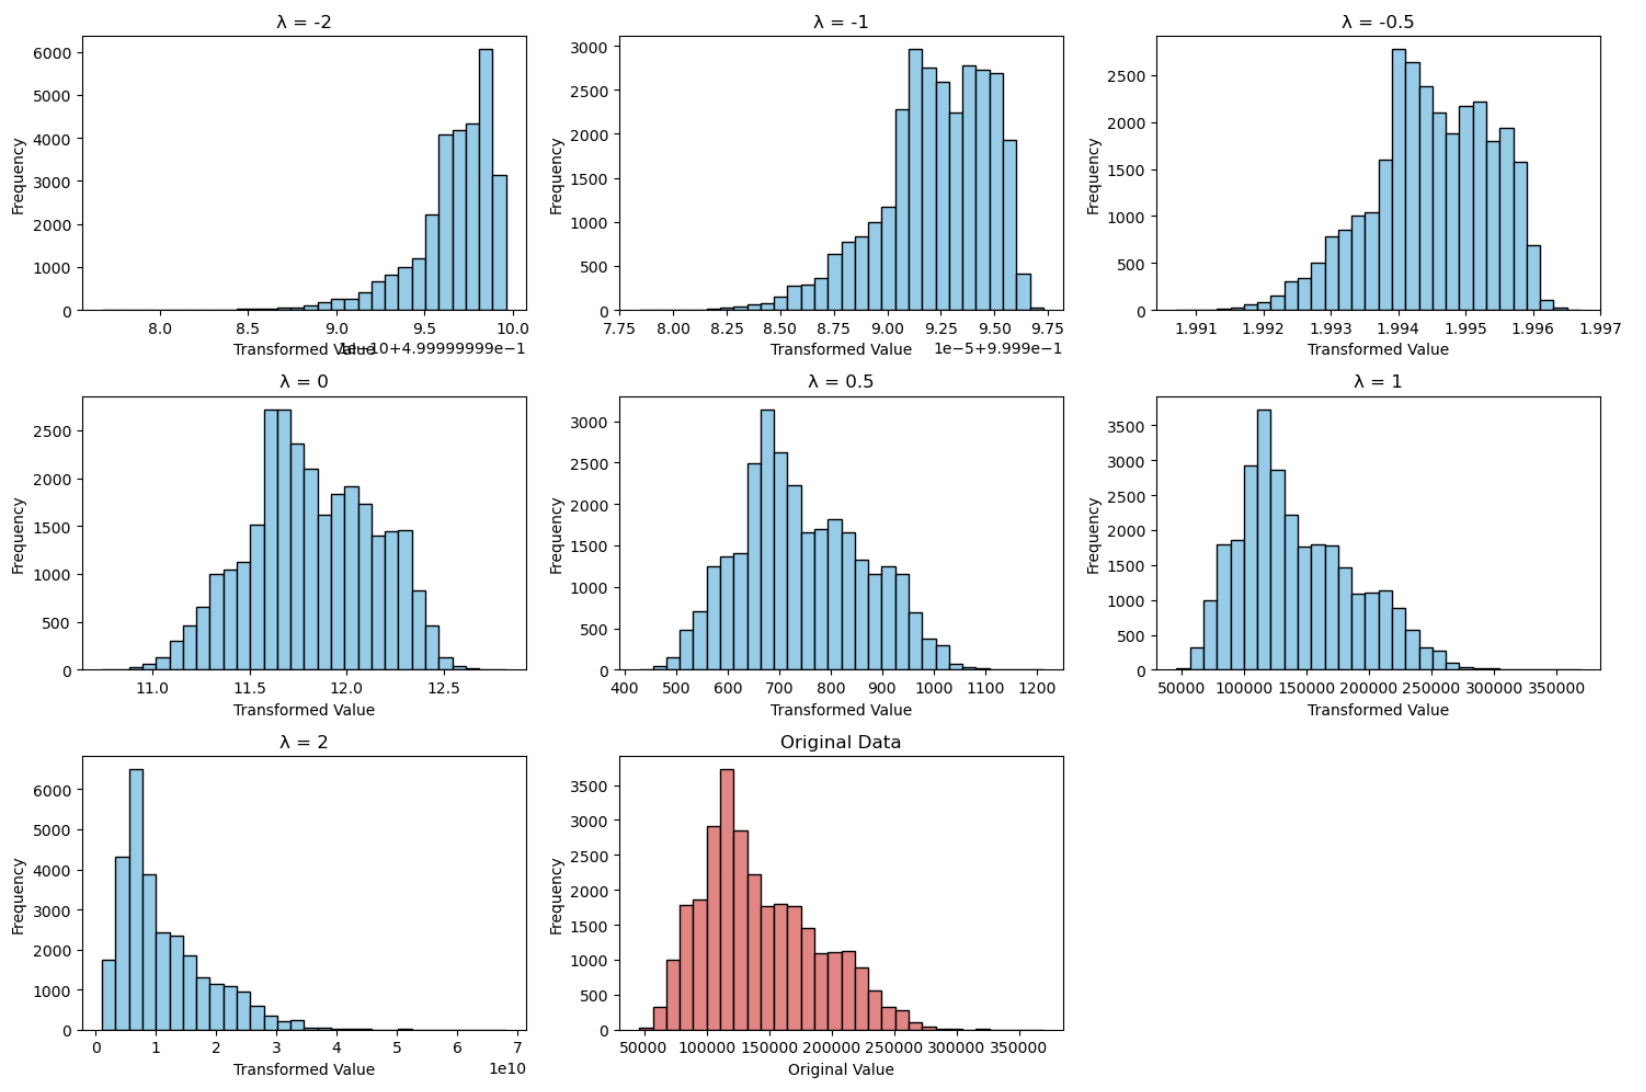 λ = -2
6000
5000
4000
3000
2000
1000
0
Frequency
8.0 8.5 9.0 9.5 10.0
Transformed Value
1e−10+4.99999999e−1
λ = -1
3000
2500
2000
1500
1000
500
0
Frequency
7.75 8.00 8.25 8.50 8.75 9.00 9.25 9.50 9.75
Transformed Value
1e−5+9.999e−1
λ = -0.5
2500
2000
1500
1000
500
0
Frequency
1.991 1.992 1.993 1.994 1.995 1.996 1.997
Transformed Value
λ = 0
2500
2000
1500
1000
500
0
Frequency
11.0 11.5 12.0 12.5
Transformed Value
λ = 0.5
3000
2500
2000
1500
1000
500
0
Frequency
400 500 600 700 800 900 1000 1100 1200
Transformed Value
λ = 1
3500
3000
2500
2000
1500
1000
500
0
Frequency
50000 100000 150000 200000 250000 300000 350000
Transformed Value
λ = 2
6000
5000
4000
3000
2000
1000
0
Frequency
0 1 2 3 4 5 6 7
Transformed Value
1e10
Original Data
3500
3000
2500
2000
1500
1000
500
0
Frequency
50000 100000 150000 200000 250000 300000 350000
Original Value